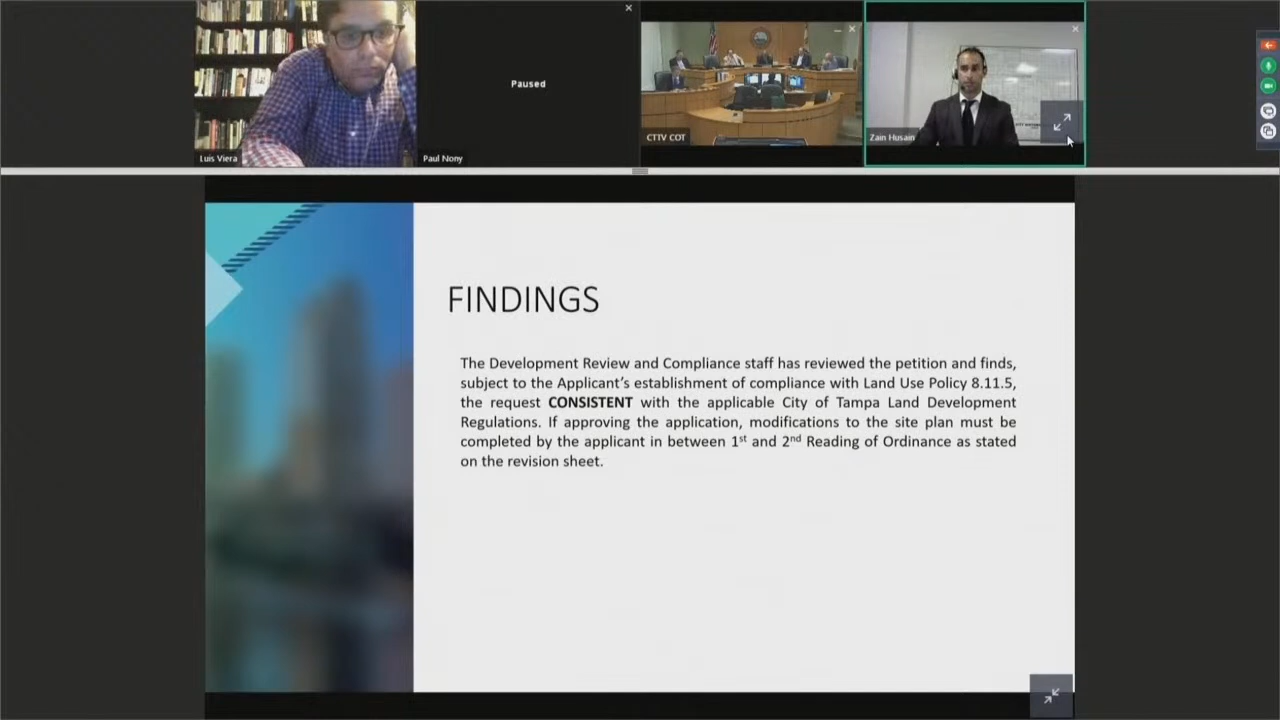 Paused
Luis Viera
Paul Nony
CTTV COT
Zain Husain
FINDINGS
The Development Review and Compliance staff has reviewed the petition and finds,
subject to the Applicant's establishment of compliance with Land Use Policy 8.11.5,
the request CONSISTENT with the applicable City of Tampa Land Development
Regulations. If approving the application, modifications to the site plan must be
completed by the applicant in between 1st and 2nd Reading of Ordinance as stated
on the revision sheet.